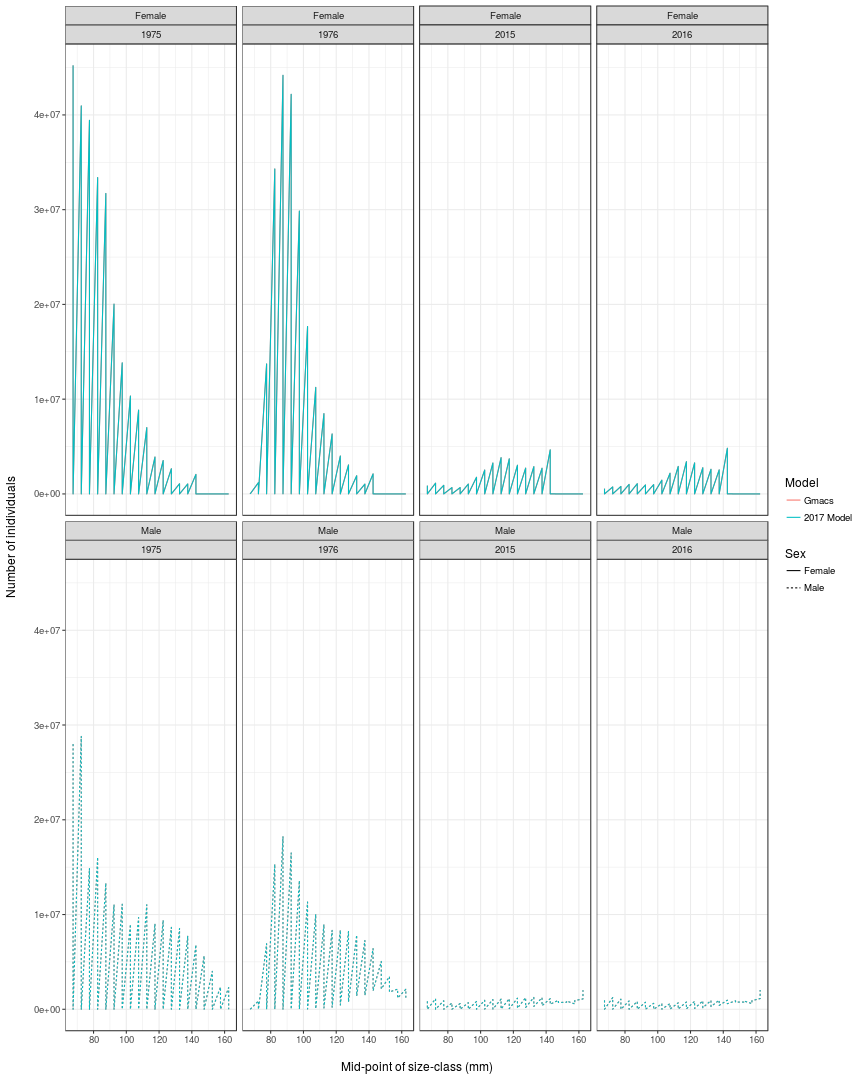 Female Female Female Female
1975 1976 2015 2016
4e+07
3e+07
2e+07
1e+07
0e+00
Male Male Male Male
1975 1976 2015 2016
4e+07
3e+07
2e+07
1e+07
0e+00
80 100 120 140 160 80 100 120 140 160 80 100 120 140 160 80 100 120 140 160
Mid-point of size-class (mm)
Number of inidividuals
Model
Gmacs
2017 Model
Sex
Female
Male